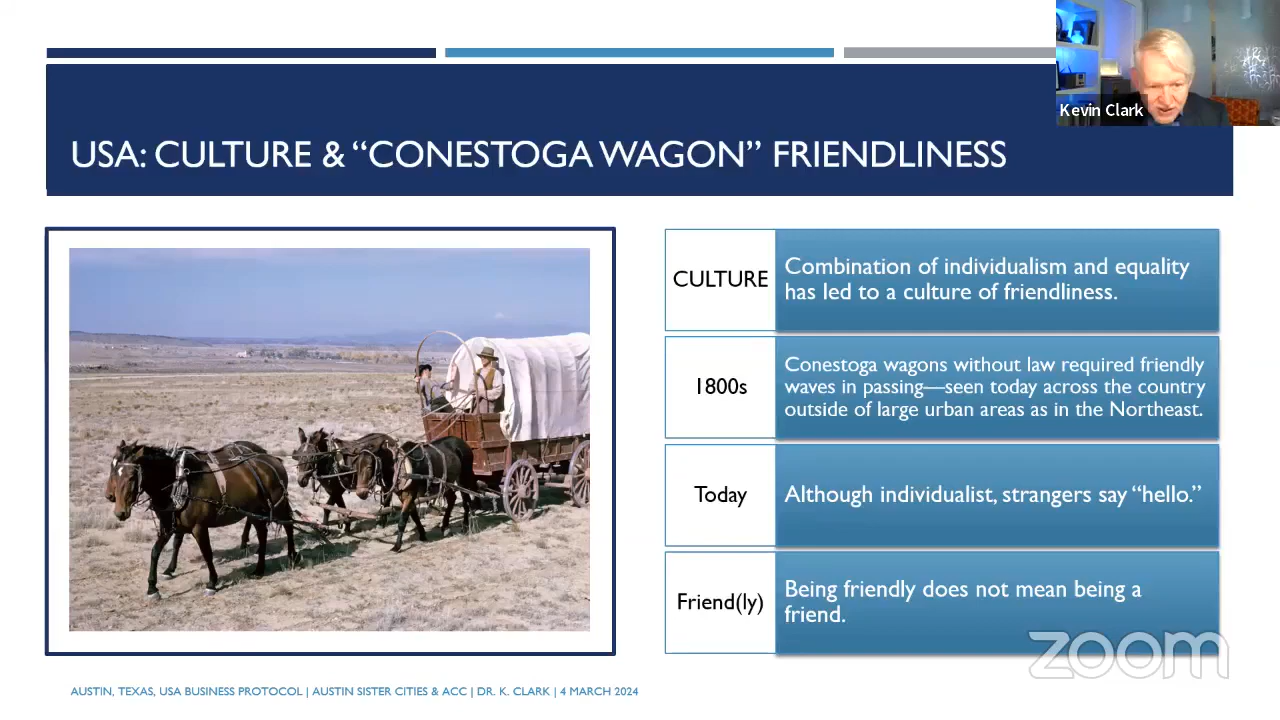 Kevin Clark
USA: CULTURE & “CONESTOGA WAGON” FRIENDLINESS
CULTURE
Combination of individualism and equality
has led to a culture of friendliness.
1800s
Conestoga wagons without law required friendly
waves in passing—seen today across the country
outside of large urban areas as in the Northeast.
Today
Although individualist, strangers say “hello.”
Friend(ly)
Being friendly does not mean being a
friend.
zoom
AUSTIN, TEXAS, USA BUSINESS PROTOCOL | AUSTIN SISTER CITIES & ACC | DR. K. CLARK | 4 MARCH 2024